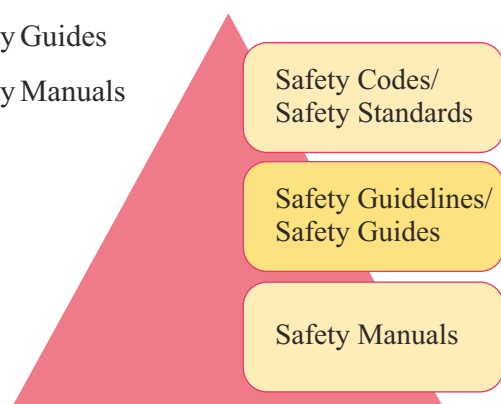 y Guides
y Manuals
Safety Codes/
Safety Standards
Safety Guidelines/
Safety Guides
Safety Manuals